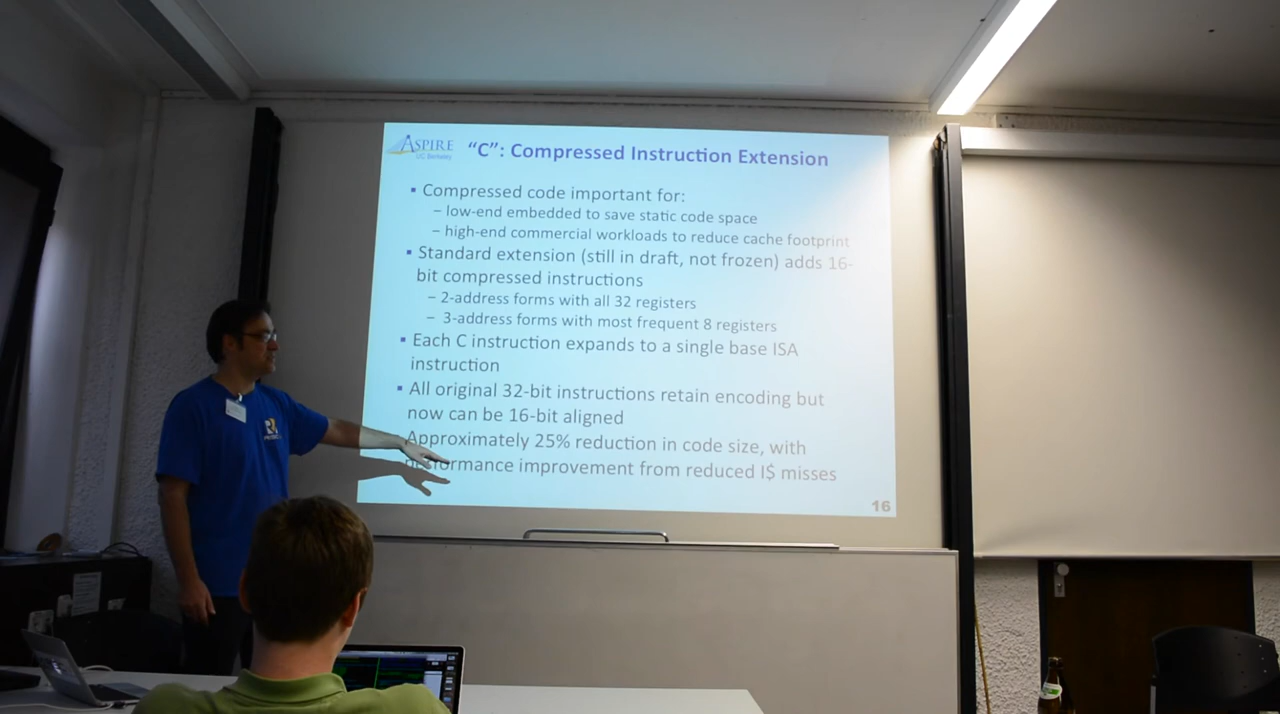 ASPIRE
UC Berkeley
“C”: Compressed Instruction Extension
▪ Compressed code important for:
– low-end embedded to save static code space
– high-end commercial workloads to reduce cache footprint
▪ Standard extension (still in draft, not frozen) adds 16-
bit compressed instructions
– 2-address forms with all 32 registers
– 3-address forms with most frequent 8 registers
▪ Each C instruction expands to a single base ISA
instruction
▪ All original 32-bit instructions retain encoding but
now can be 16-bit aligned
Approximately 25% reduction in code size, with
performance improvement from reduced I$ misses
16